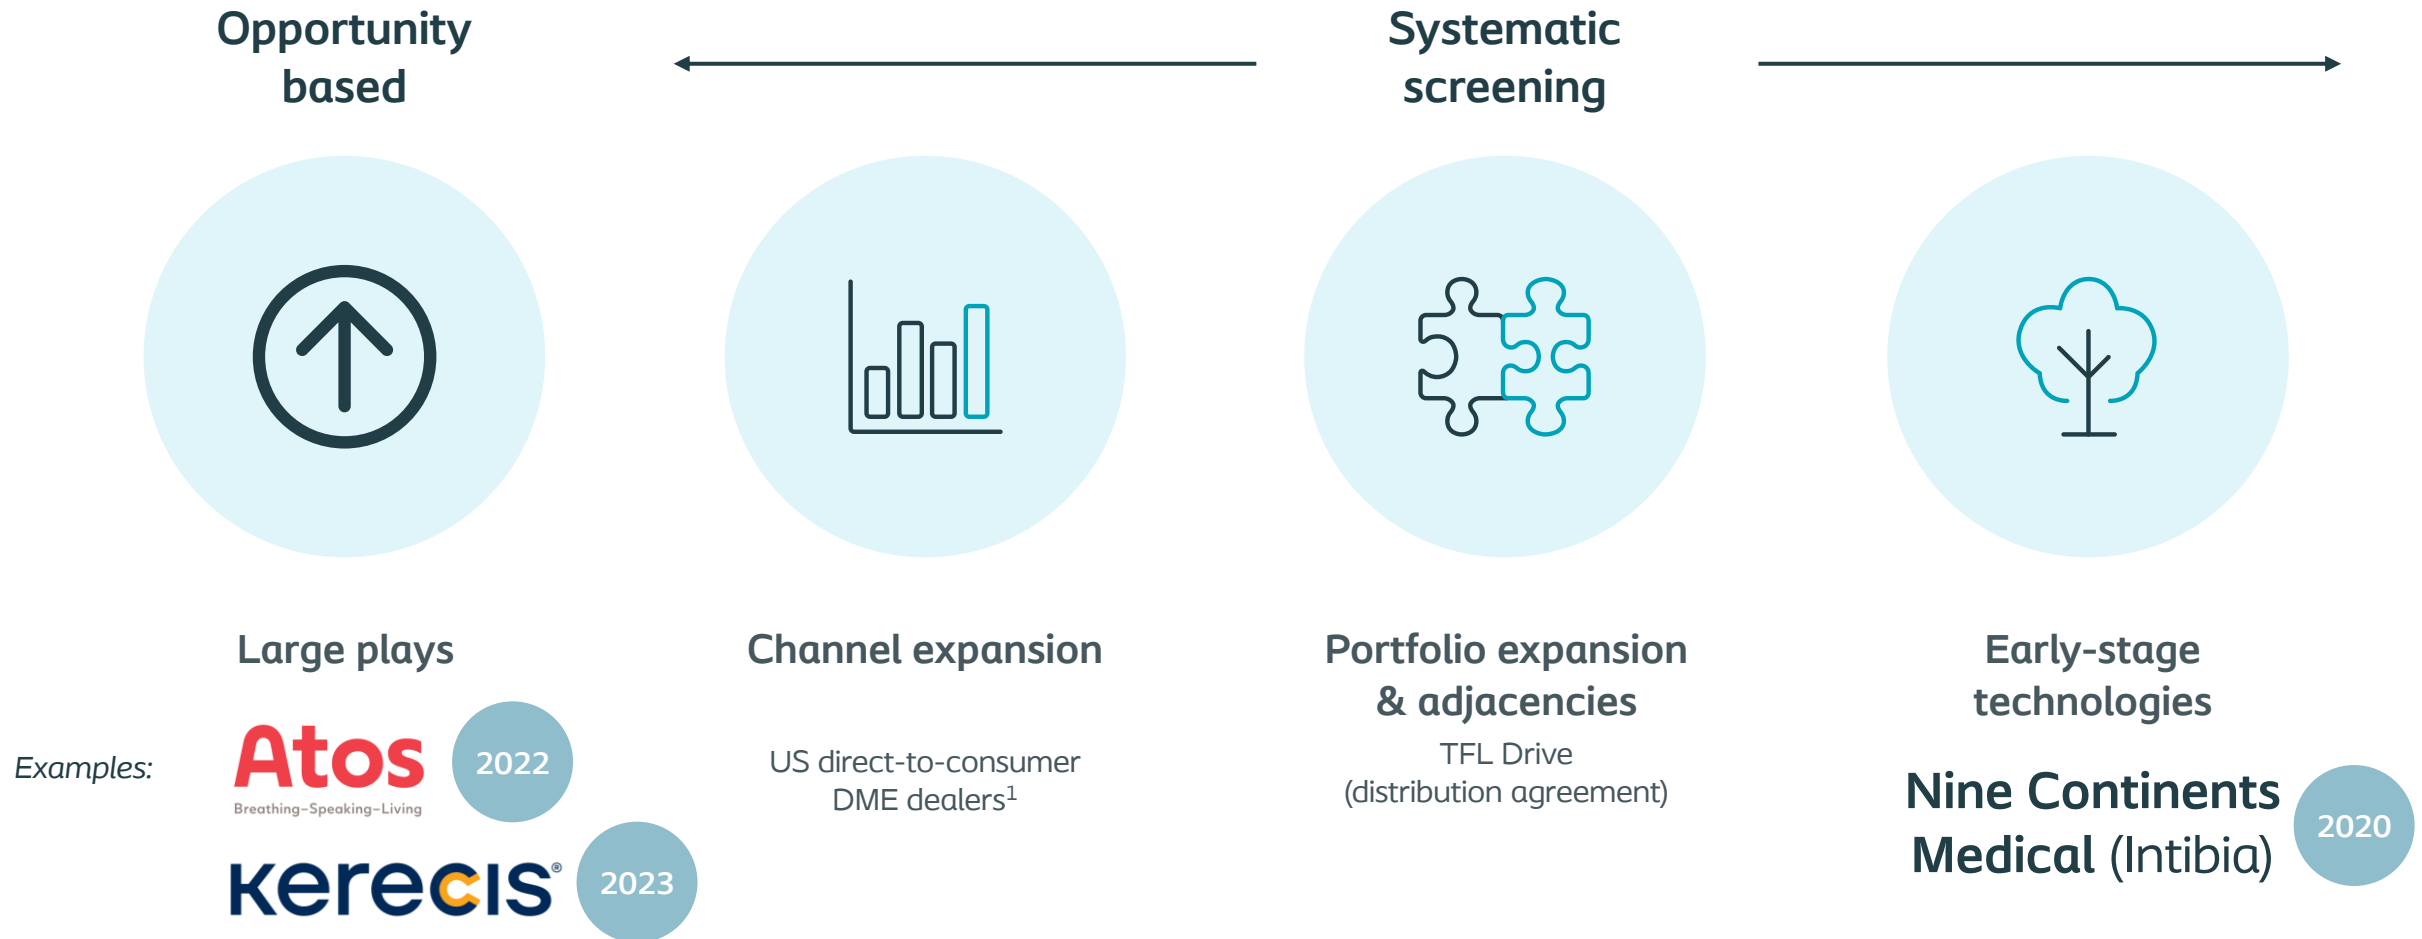 Opportunity
based
Systematic
screening
Large plays
Channel expansion
Portfolio expansion
& adjacencies
Early-stage
technologies
Examples:
Atos
Breathing–Speaking–Living
2022
Kerecis®
2023
US direct-to-consumer
DME dealers¹
TFL Drive
(distribution agreement)
Nine Continents
Medical (Intibia)
2020